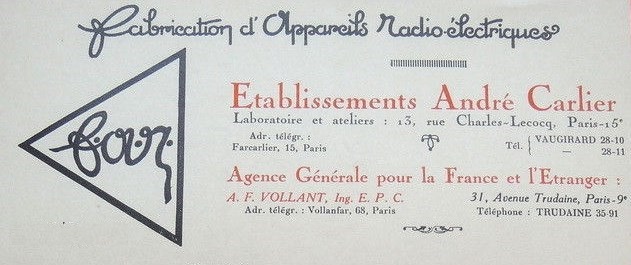 Fabrication d'Appareils Radio-électriques
f.a.r.
Etablissements André Carlier
Laboratoire et ateliers : 13, rue Charles-Lecocq, Paris-15e
Adr. télégr. :
Farcarlier, 15, Paris
Tél. { VAUGIRARD 28-10
— 28-11
Agence Générale pour la France et l'Etranger :
A. F. VOLLANT, Ing. E. P. C.
31, Avenue Trudaine, Paris-9e
Adr. télégr. : Vollanfar, 68, Paris
Téléphone : TRUDAINE 35-91